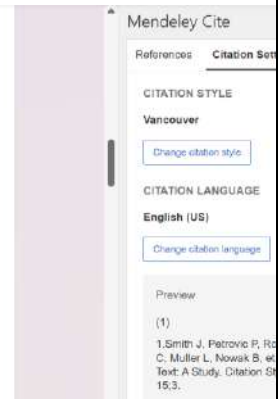 Mendeley Cite
References Citation Sett
CITATION STYLE
Vancouver
Change citation style
CITATION LANGUAGE
English (US)
Change citation language
Preview
(1)
1.Smith J, Petrovic P, Ro
C, Muller L, Nowak B, et
Text: A Study. Citation St
15;3.